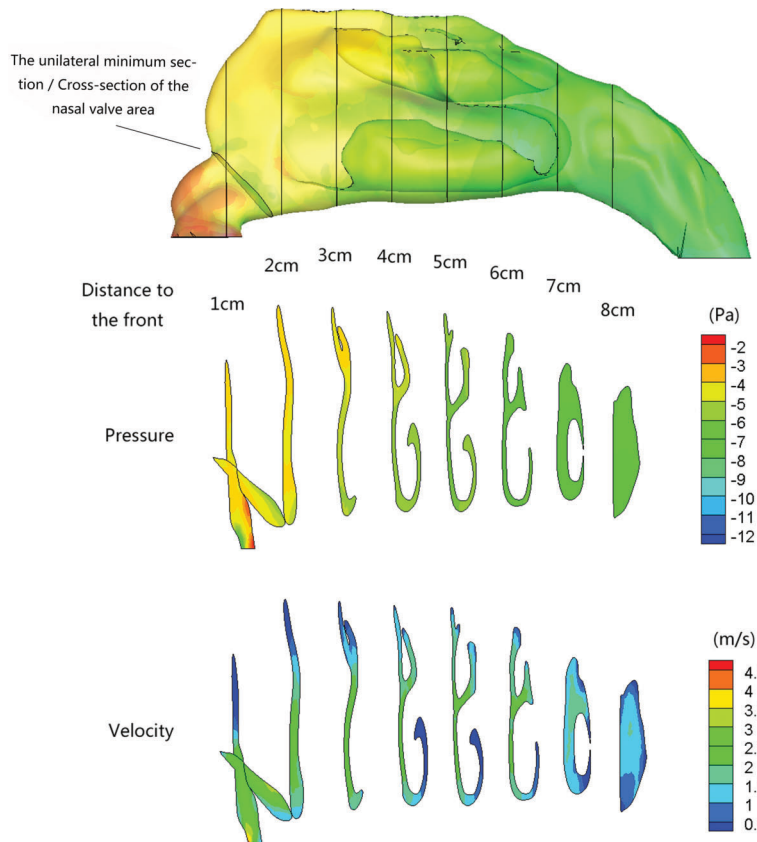 The unilateral minimum sec-
tion / Cross-section of the
nasal valve area
Distance to
the front
1cm
2cm
3cm
4cm
5cm
6cm
7cm
8cm
Pressure
(Pa)
-2
-3
-4
-5
-6
-7
-8
-9
-10
-11
-12
Velocity
(m/s)
4.
4
3.
3
2.
2
1.
1
0.